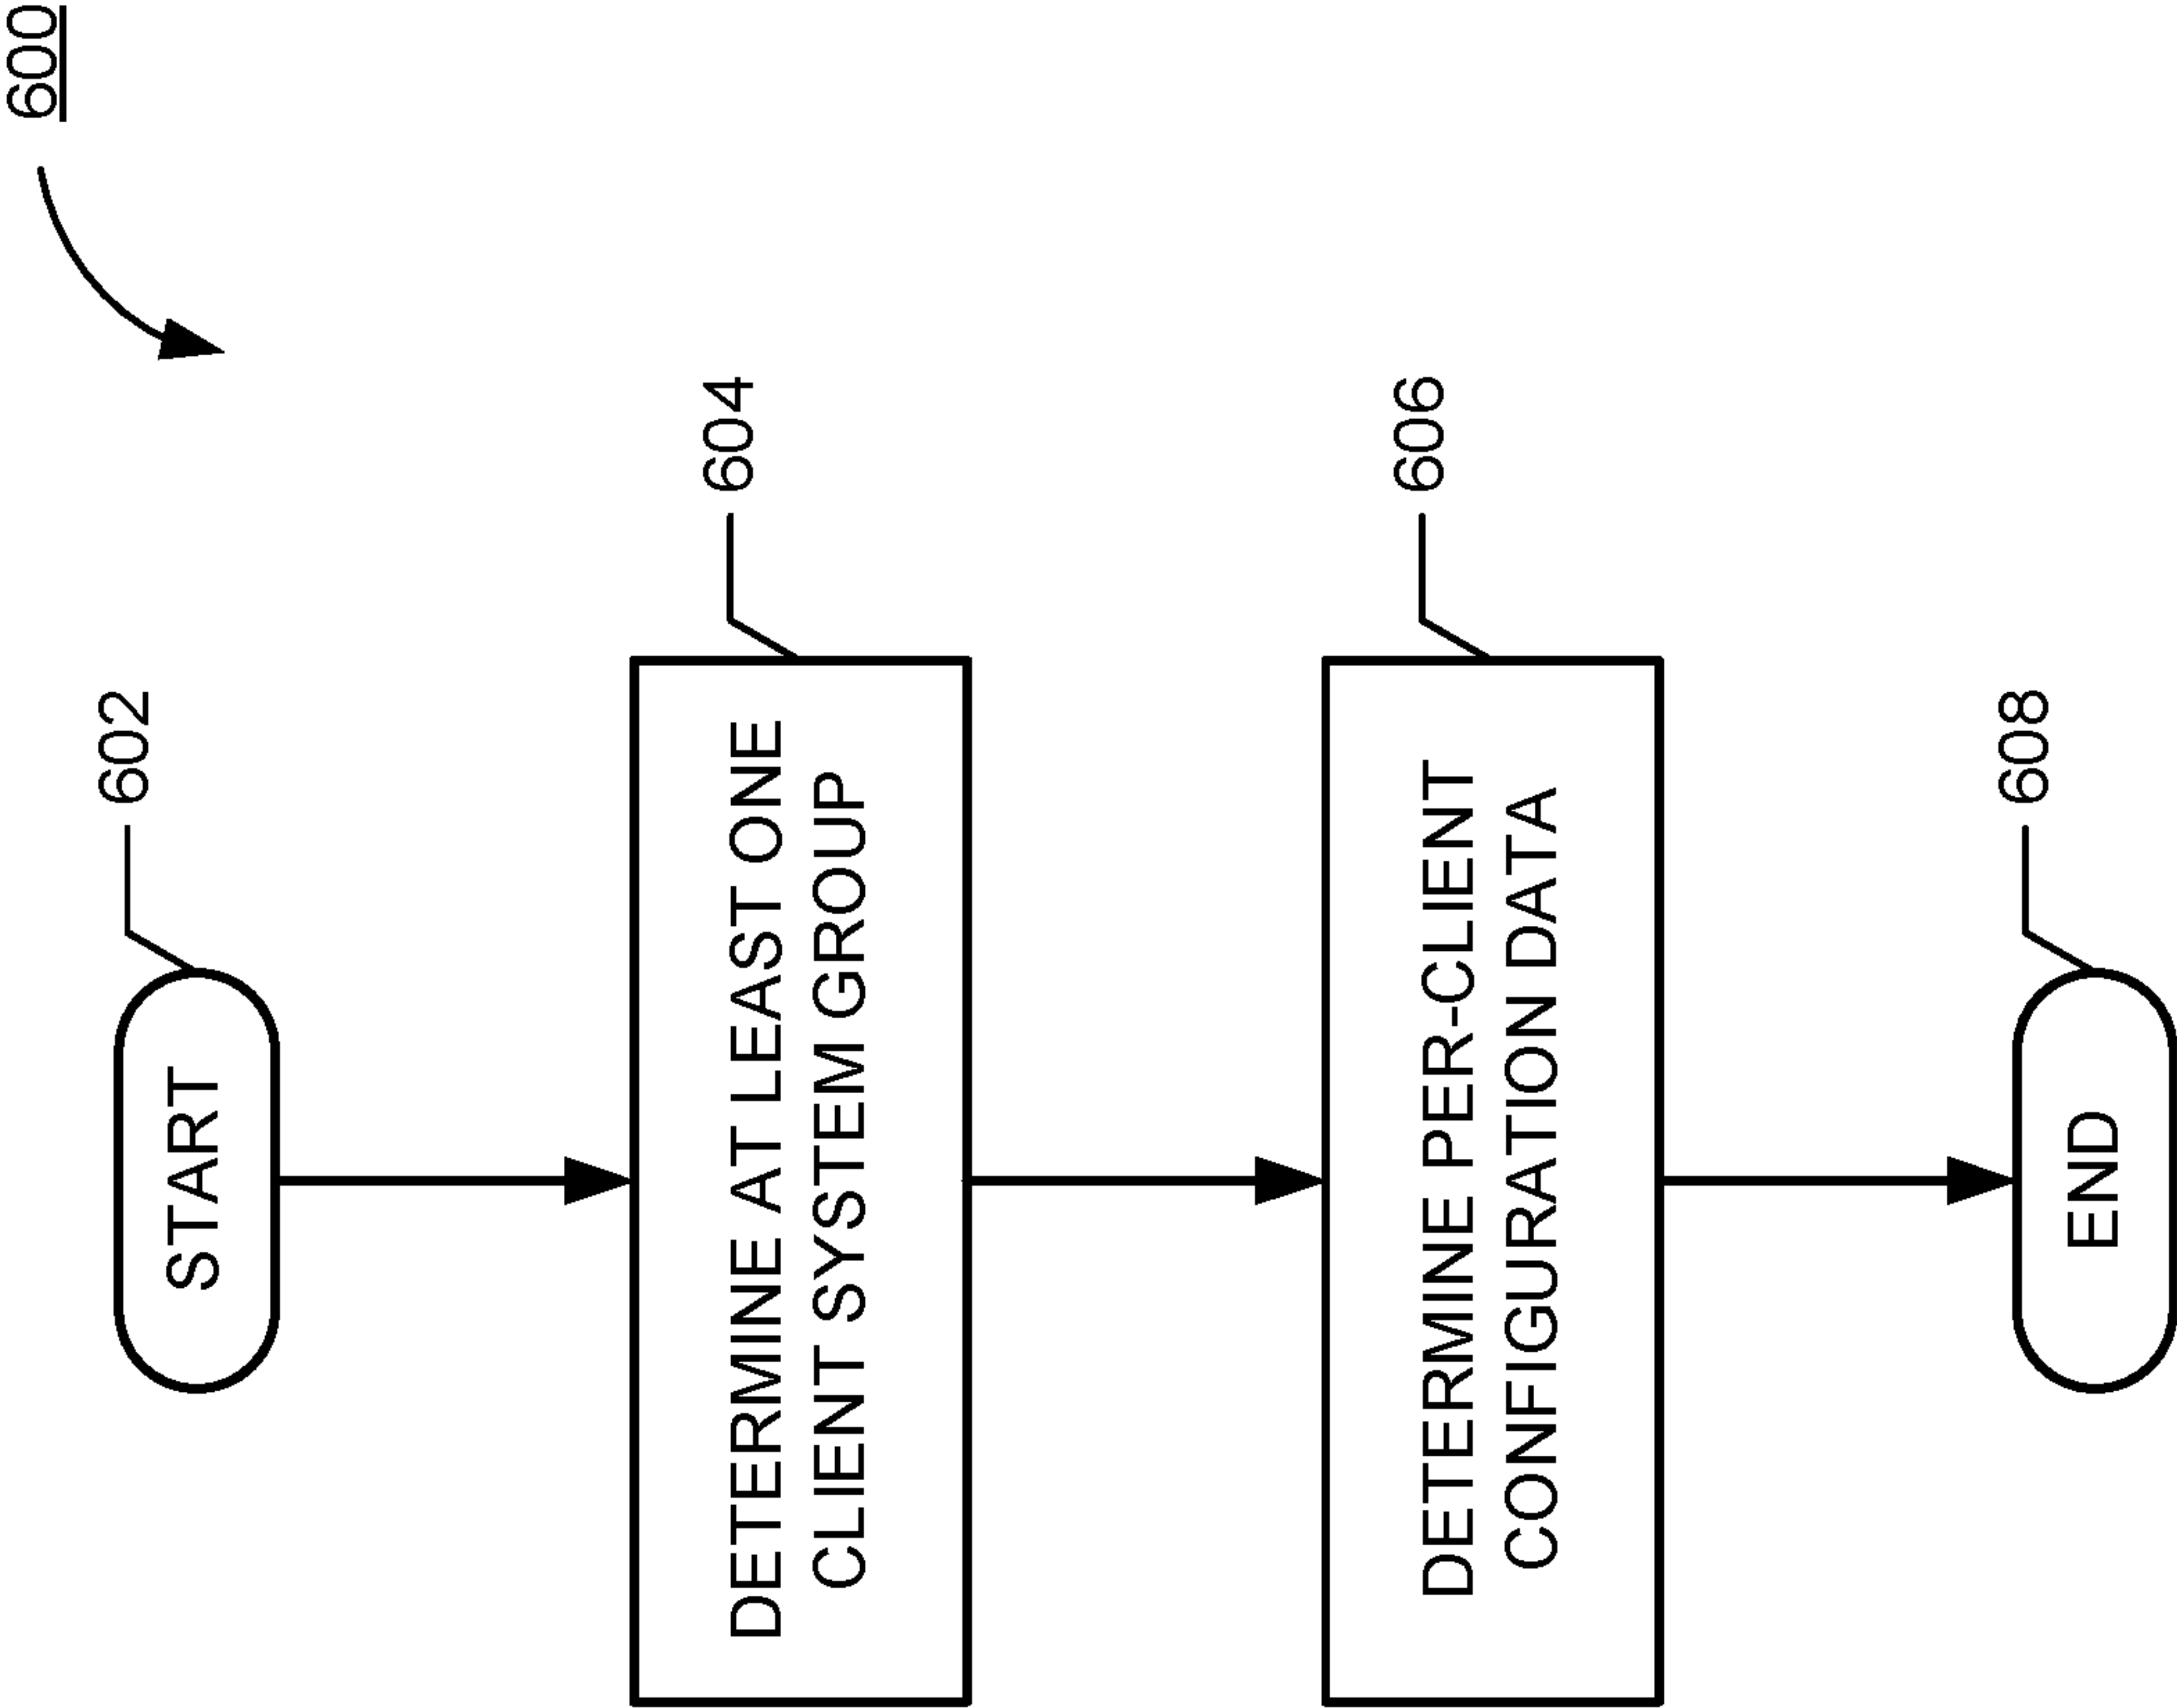 600
602
START
604
DETERMINE AT LEAST ONE
CLIENT SYSTEM GROUP
606
DETERMINE PER-CLIENT
CONFIGURATION DATA
608
END